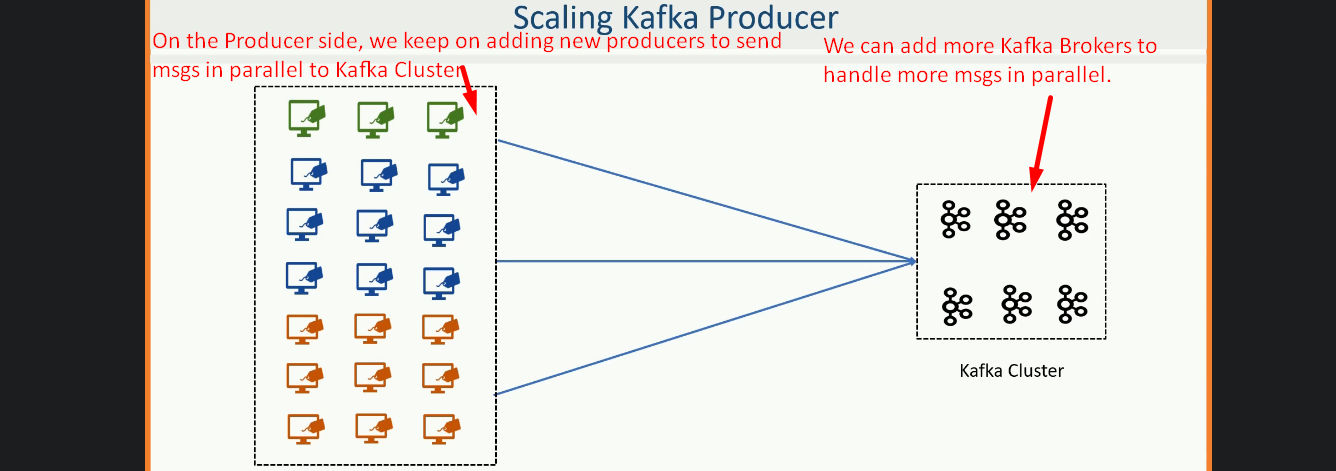 Scaling Kafka Producer
On the Producer side, we keep on adding new producers to send
msgs in parallel to Kafka Cluster
We can add more Kafka Brokers to
handle more msgs in parallel.
Kafka Cluster